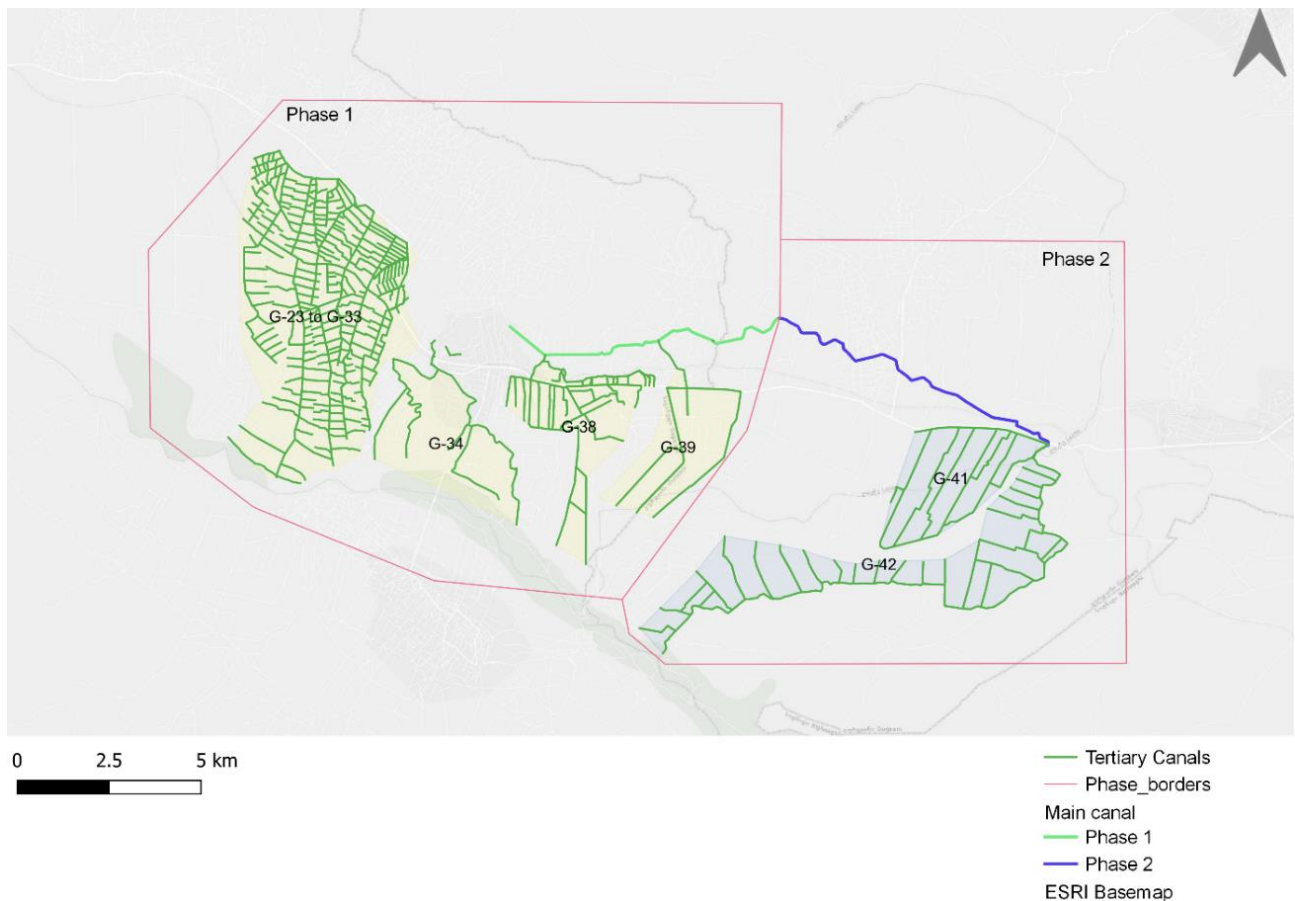 Phase 1
Phase 2
G-23 to G-33
G-34
G-38
G-39
G-41
G-42
0 2.5 5 km
Tertiary Canals
Phase_borders
Main canal
Phase 1
Phase 2
ESRI Basemap